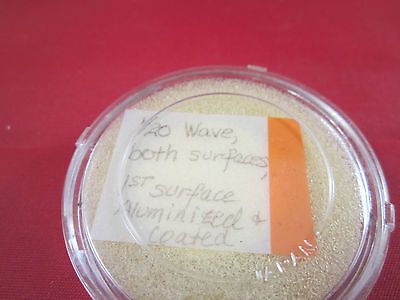 1/20 Wave,
both surfaces,
1ST surface
Aluminized &
coated